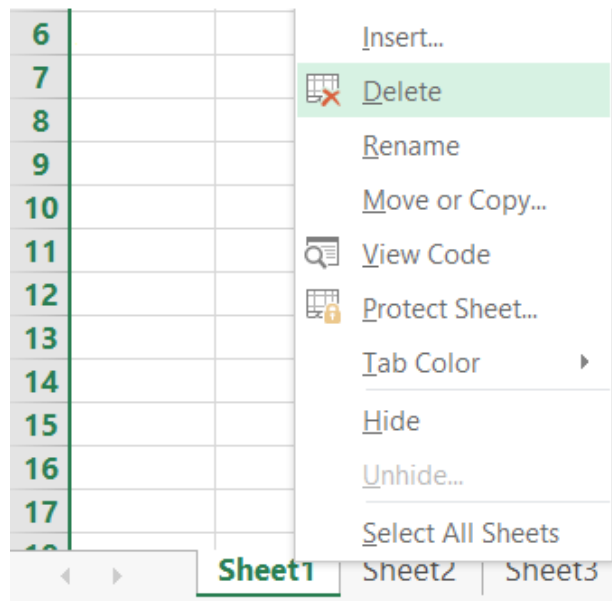 6
7
8
9
10
11
12
13
14
15
16
17
Insert...
Delete
Rename
Move or Copy...
View Code
Protect Sheet...
Tab Color
Hide
Unhide...
Select All Sheets
Sheet1 Sheet2 Sheet3